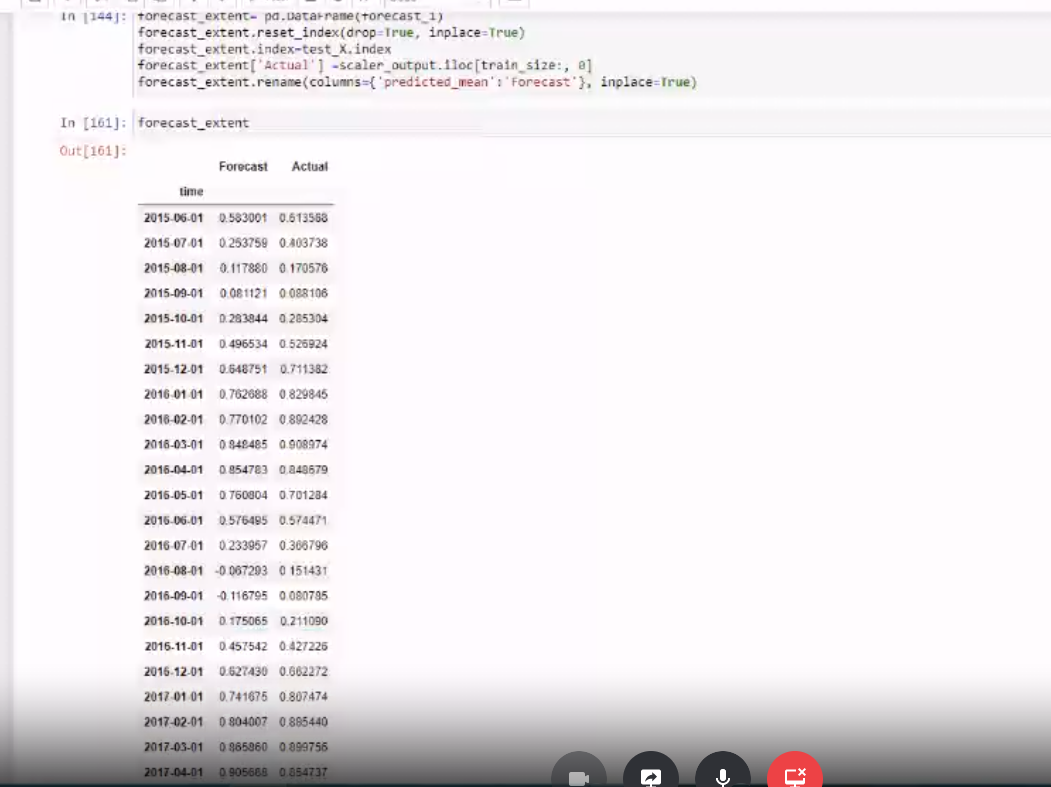 In [144]: forecast_extent= pd.DataFrame(forecast_1)
forecast_extent.reset_index(drop=True, inplace=True)
forecast_extent.index=test_X.index
forecast_extent['Actual'] =scaler_output.iloc[train_size:, 0]
forecast_extent.rename(columns={'predicted_mean':'Forecast'}, inplace=True)
In [161]: forecast_extent
Out[161]:
Forecast Actual
time
2015-06-01 0.583001 0.613568
2015-07-01 0.253759 0.403738
2015-08-01 0.117880 0.170576
2015-09-01 0.081121 0.088106
2015-10-01 0.283844 0.285304
2015-11-01 0.496534 0.526924
2015-12-01 0.648751 0.711382
2016-01-01 0.762688 0.829845
2016-02-01 0.770102 0.892428
2016-03-01 0.848485 0.908974
2016-04-01 0.854783 0.848679
2016-05-01 0.760804 0.701284
2016-06-01 0.576495 0.574471
2016-07-01 0.233957 0.366796
2016-08-01 -0.067293 0.151431
2016-09-01 -0.116795 0.080785
2016-10-01 0.175065 0.211090
2016-11-01 0.457542 0.427226
2016-12-01 0.627430 0.662272
2017-01-01 0.741675 0.807474
2017-02-01 0.804007 0.885440
2017-03-01 0.865860 0.899756
2017-04-01 0.905668 0.854737